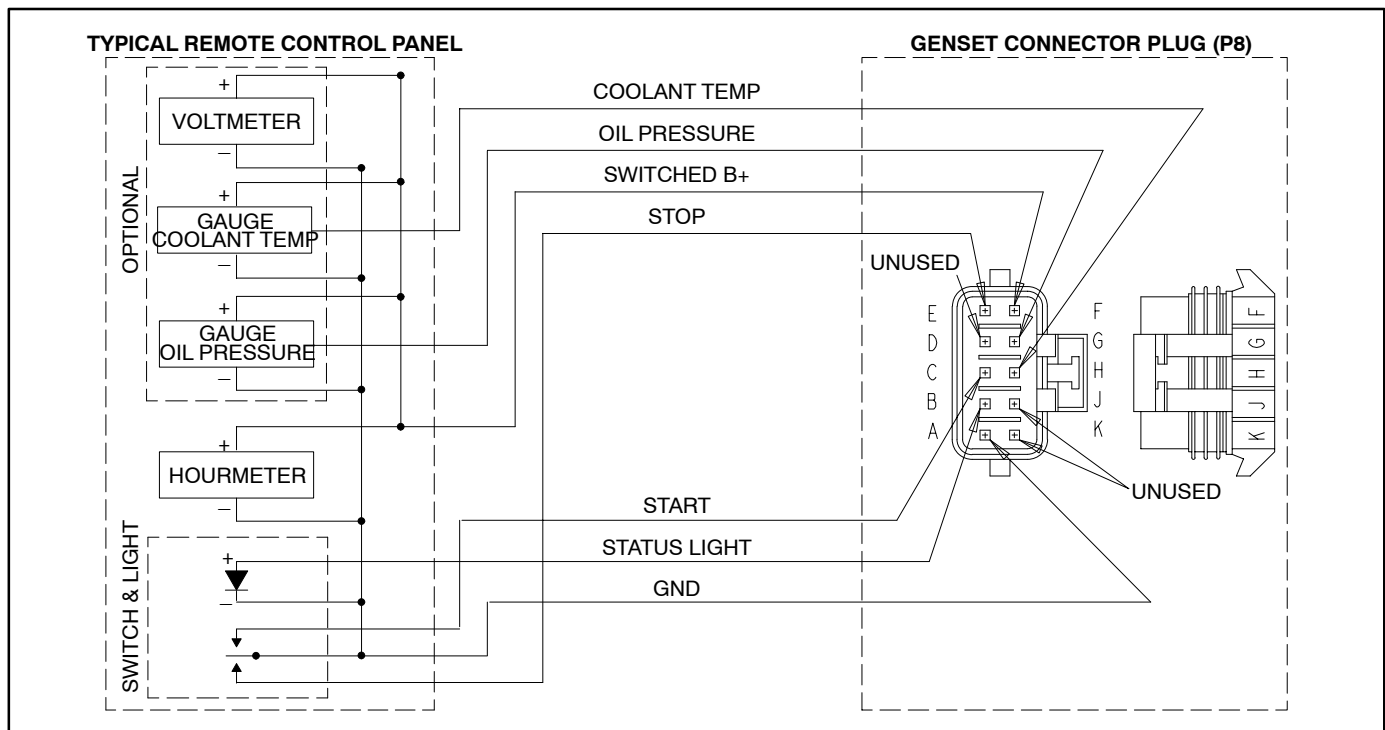 TYPICAL REMOTE CONTROL PANEL
GENSET CONNECTOR PLUG (P8)
OPTIONAL
+
VOLTMETER
–
+
GAUGE
COOLANT TEMP
–
+
GAUGE
OIL PRESSURE
–
+
HOURMETER
–
SWITCH & LIGHT
+
–
COOLANT TEMP
OIL PRESSURE
SWITCHED B+
STOP
START
STATUS LIGHT
GND
UNUSED
E
D
C
B
A
F
G
H
J
K
UNUSED
F
G
H
J
K